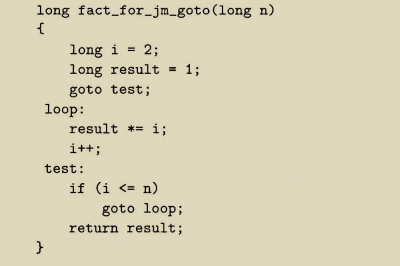 long fact_for_jm_goto(long n)
{
    long i = 2;
    long result = 1;
    goto test;
 loop:
    result *= i;
    i++;
 test:
    if (i <= n)
        goto loop;
    return result;
}